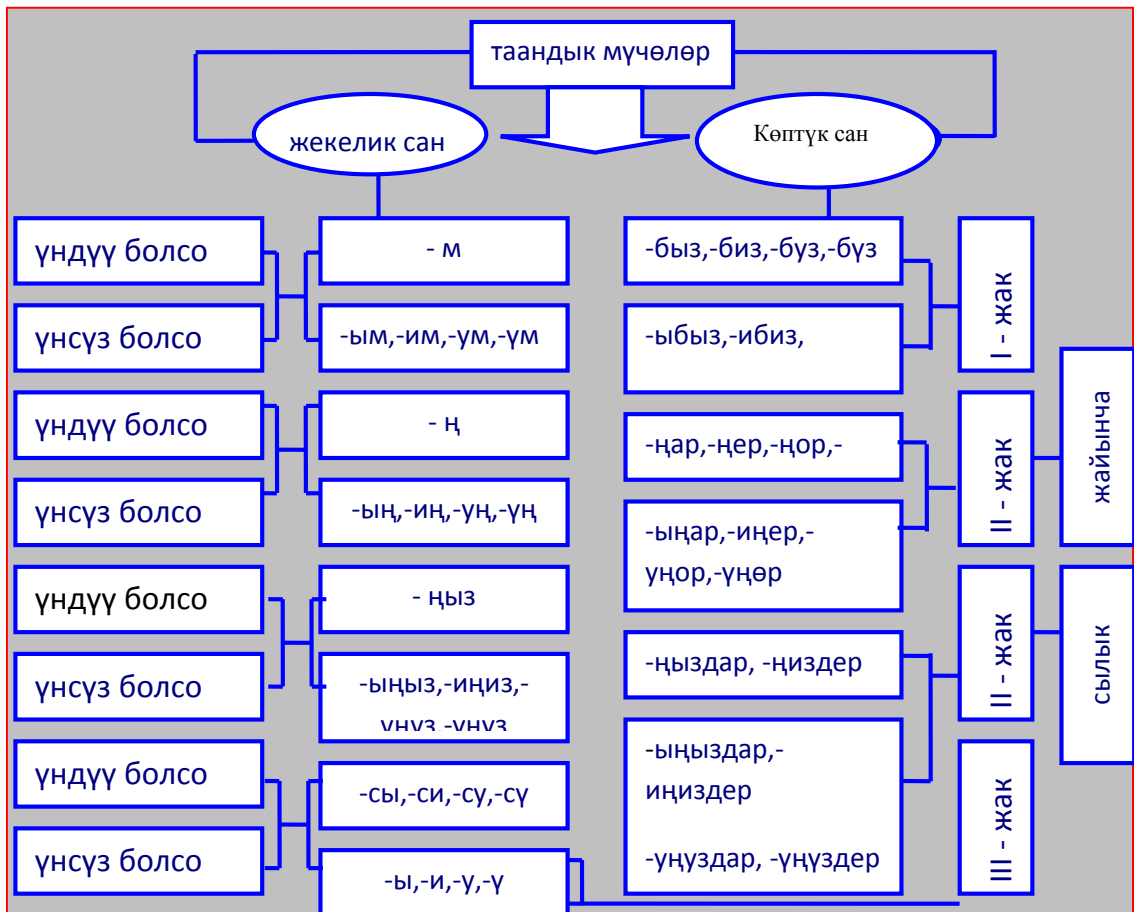 таандык мүчөлөр
жекелик сан
Көптүк сан
үндүү болсо
- м
-быз,-биз,-буз,-бүз
I - жак
үнсүз болсо
-ым,-им,-ум,-үм
-ыбыз,-ибиз,
үндүү болсо
- ң
-ңар,-ңер,-ңор,-
II - жак
жайынча
үнсүз болсо
-ың,-иң,-уң,-үң
-ыңар,-иңер,-
уңор,-үңөр
үндүү болсо
- ңыз
-ңыздар, -ңиздер
II - жак
сылык
үнсүз болсо
-ыңыз,-иңиз,-
уңуз,-үңүз
-ыңыздар,-
иңиздер
-уңуздар, -үңүздер
үндүү болсо
-сы,-си,-су,-сү
III - жак
үнсүз болсо
-ы,-и,-у,-ү